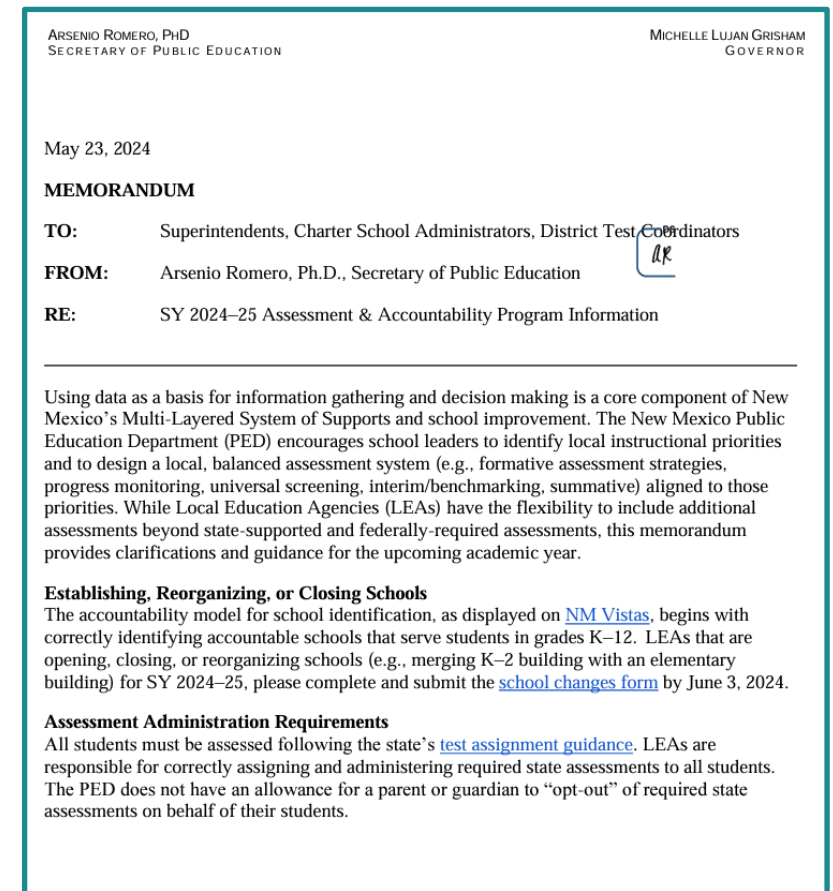 ARSENIO ROMERO, PHD
SECRETARY OF PUBLIC EDUCATION
MICHELLE LUJAN GRISHAM
GOVERNOR
May 23, 2024
MEMORANDUM
TO: Superintendents, Charter School Administrators, District Test Coordinators
AR
FROM: Arsenio Romero, Ph.D., Secretary of Public Education
RE: SY 2024–25 Assessment & Accountability Program Information
Using data as a basis for information gathering and decision making is a core component of New
Mexico’s Multi-Layered System of Supports and school improvement. The New Mexico Public
Education Department (PED) encourages school leaders to identify local instructional priorities
and to design a local, balanced assessment system (e.g., formative assessment strategies,
progress monitoring, universal screening, interim/benchmarking, summative) aligned to those
priorities. While Local Education Agencies (LEAs) have the flexibility to include additional
assessments beyond state-supported and federally-required assessments, this memorandum
provides clarifications and guidance for the upcoming academic year.
Establishing, Reorganizing, or Closing Schools
The accountability model for school identification, as displayed on NM Vistas, begins with
correctly identifying accountable schools that serve students in grades K–12. LEAs that are
opening, closing, or reorganizing schools (e.g., merging K–2 building with an elementary
building) for SY 2024–25, please complete and submit the school changes form by June 3, 2024.
Assessment Administration Requirements
All students must be assessed following the state’s test assignment guidance. LEAs are
responsible for correctly assigning and administering required state assessments to all students.
The PED does not have an allowance for a parent or guardian to “opt-out” of required state
assessments on behalf of their students.